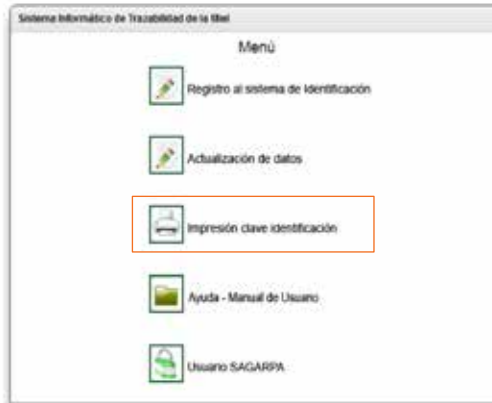 Sistema Informático de Trazabilidad de la Miel
Menú
Registro al sistema de Identificación
Actualización de datos
Impresión clave identificación
Ayuda - Manual de Usuario
Usuario SAGARPA